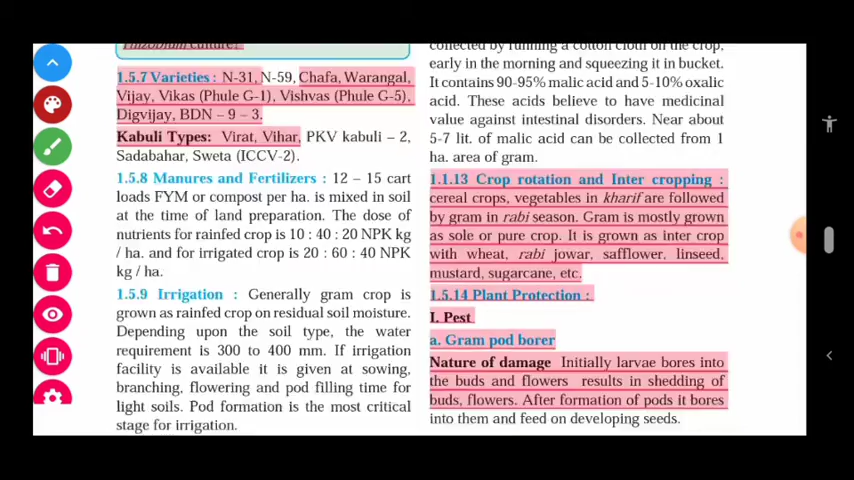 rhizobium culture?
1.5.7 Varieties : N-31, N-59, Chafa, Warangal,
Vijay, Vikas (Phule G-1), Vishvas (Phule G-5),
Digvijay, BDN – 9 – 3.
Kabuli Types: Virat, Vihar, PKV kabuli – 2,
Sadabahar, Sweta (ICCV-2).
1.5.8 Manures and Fertilizers : 12 – 15 cart
loads FYM or compost per ha. is mixed in soil
at the time of land preparation. The dose of
nutrients for rainfed crop is 10 : 40 : 20 NPK kg
/ ha. and for irrigated crop is 20 : 60 : 40 NPK
kg / ha.
1.5.9 Irrigation : Generally gram crop is
grown as rainfed crop on residual soil moisture.
Depending upon the soil type, the water
requirement is 300 to 400 mm. If irrigation
facility is available it is given at sowing,
branching, flowering and pod filling time for
light soils. Pod formation is the most critical
stage for irrigation.
collected by running a cotton cloth on the crop,
early in the morning and squeezing it in bucket.
It contains 90-95% malic acid and 5-10% oxalic
acid. These acids believe to have medicinal
value against intestinal disorders. Near about
5-7 lit. of malic acid can be collected from 1
ha. area of gram.
1.1.13 Crop rotation and Inter cropping :
cereal crops, vegetables in kharif are followed
by gram in rabi season. Gram is mostly grown
as sole or pure crop. It is grown as inter crop
with wheat, rabi jowar, safflower, linseed,
mustard, sugarcane, etc.
1.5.14 Plant Protection :
I. Pest
a. Gram pod borer
Nature of damage Initially larvae bores into
the buds and flowers results in shedding of
buds, flowers. After formation of pods it bores
into them and feed on developing seeds.